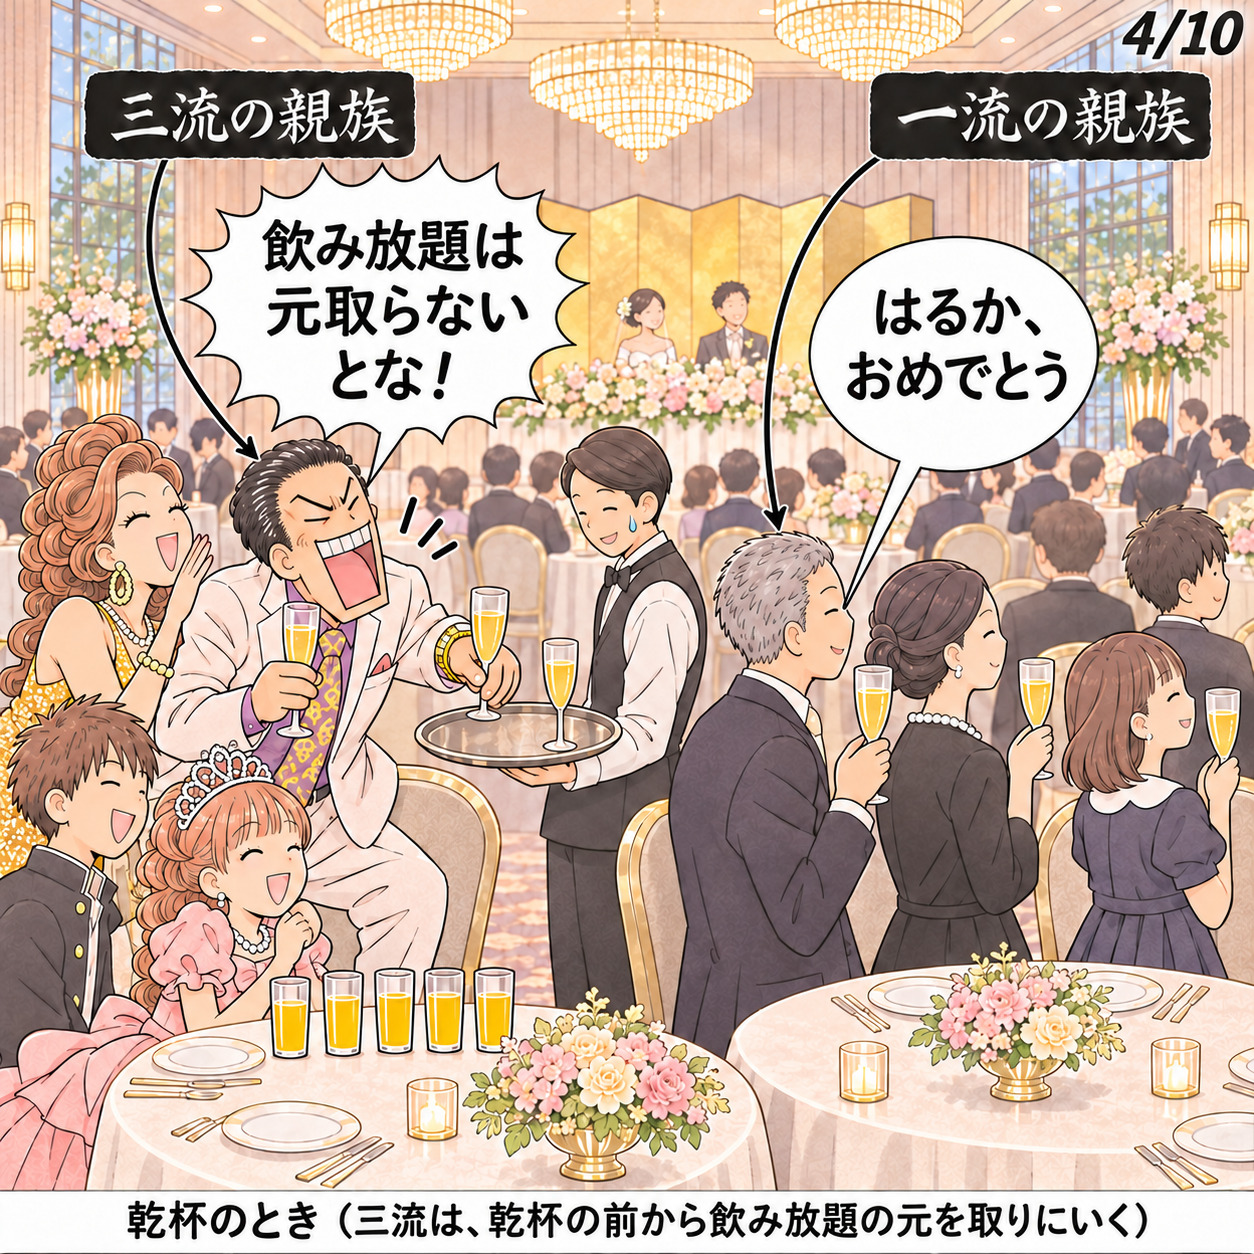 4/10
三流の親族
一流の親族
飲み放題は
元取らない
とな！
はるか、
おめでとう
乾杯のとき（三流は、乾杯の前から飲み放題の元を取りにいく）